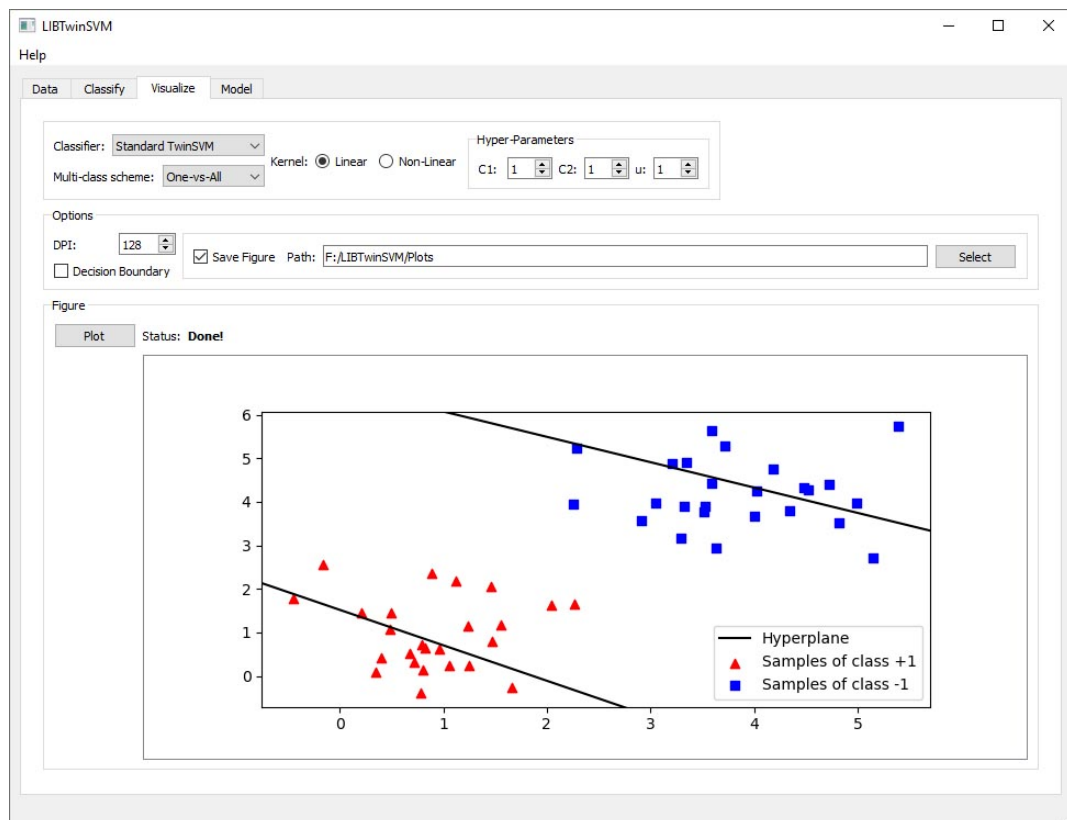 LIBTwinSVM
Help
Data Classify Visualize Model
Classifier: Standard TwinSVM
Multi-class scheme: One-vs-All
Kernel: Linear Non-Linear
Hyper-Parameters
C1: 1 C2: 1 u: 1
Options
DPI: 128
Decision Boundary
Save Figure Path: F:/LIBTwinSVM/Plots Select
Figure
Plot Status: Done!
6
5
4
3
2
1
0
Hyperplane
Samples of class +1
Samples of class -1
0 1 2 3 4 5